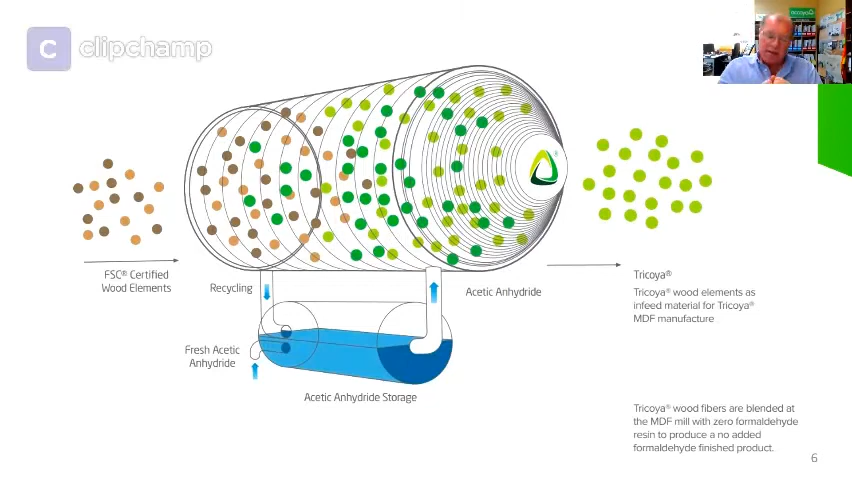 C clipchamp
tricoya
FSC® Certified
Wood Elements
Recycling
Fresh Acetic
Anhydride
Acetic Anhydride Storage
Acetic Anhydride
Tricoya®
Tricoya® wood elements as
infeed material for Tricoya®
MDF manufacture
Tricoya® wood fibers are blended at
the MDF mill with zero formaldehyde
resin to produce a no added
formaldehyde finished product.
6